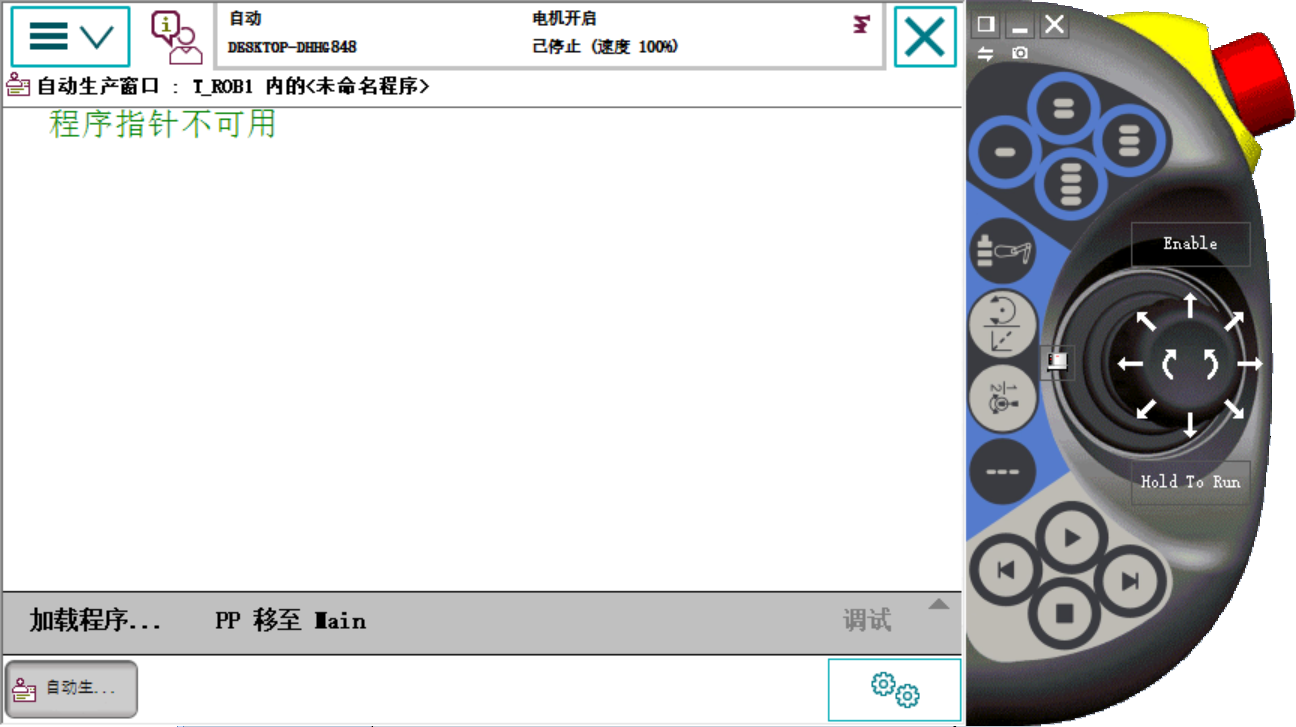 自动
DESKTOP-DHHG848
电机开启
己停止 (速度 100%)
自动生产窗口 : T_ROB1 内的<未命名程序>
程序指针不可用
Enable
Hold To Run
加载程序... PP 移至 Main 调试
自动生...